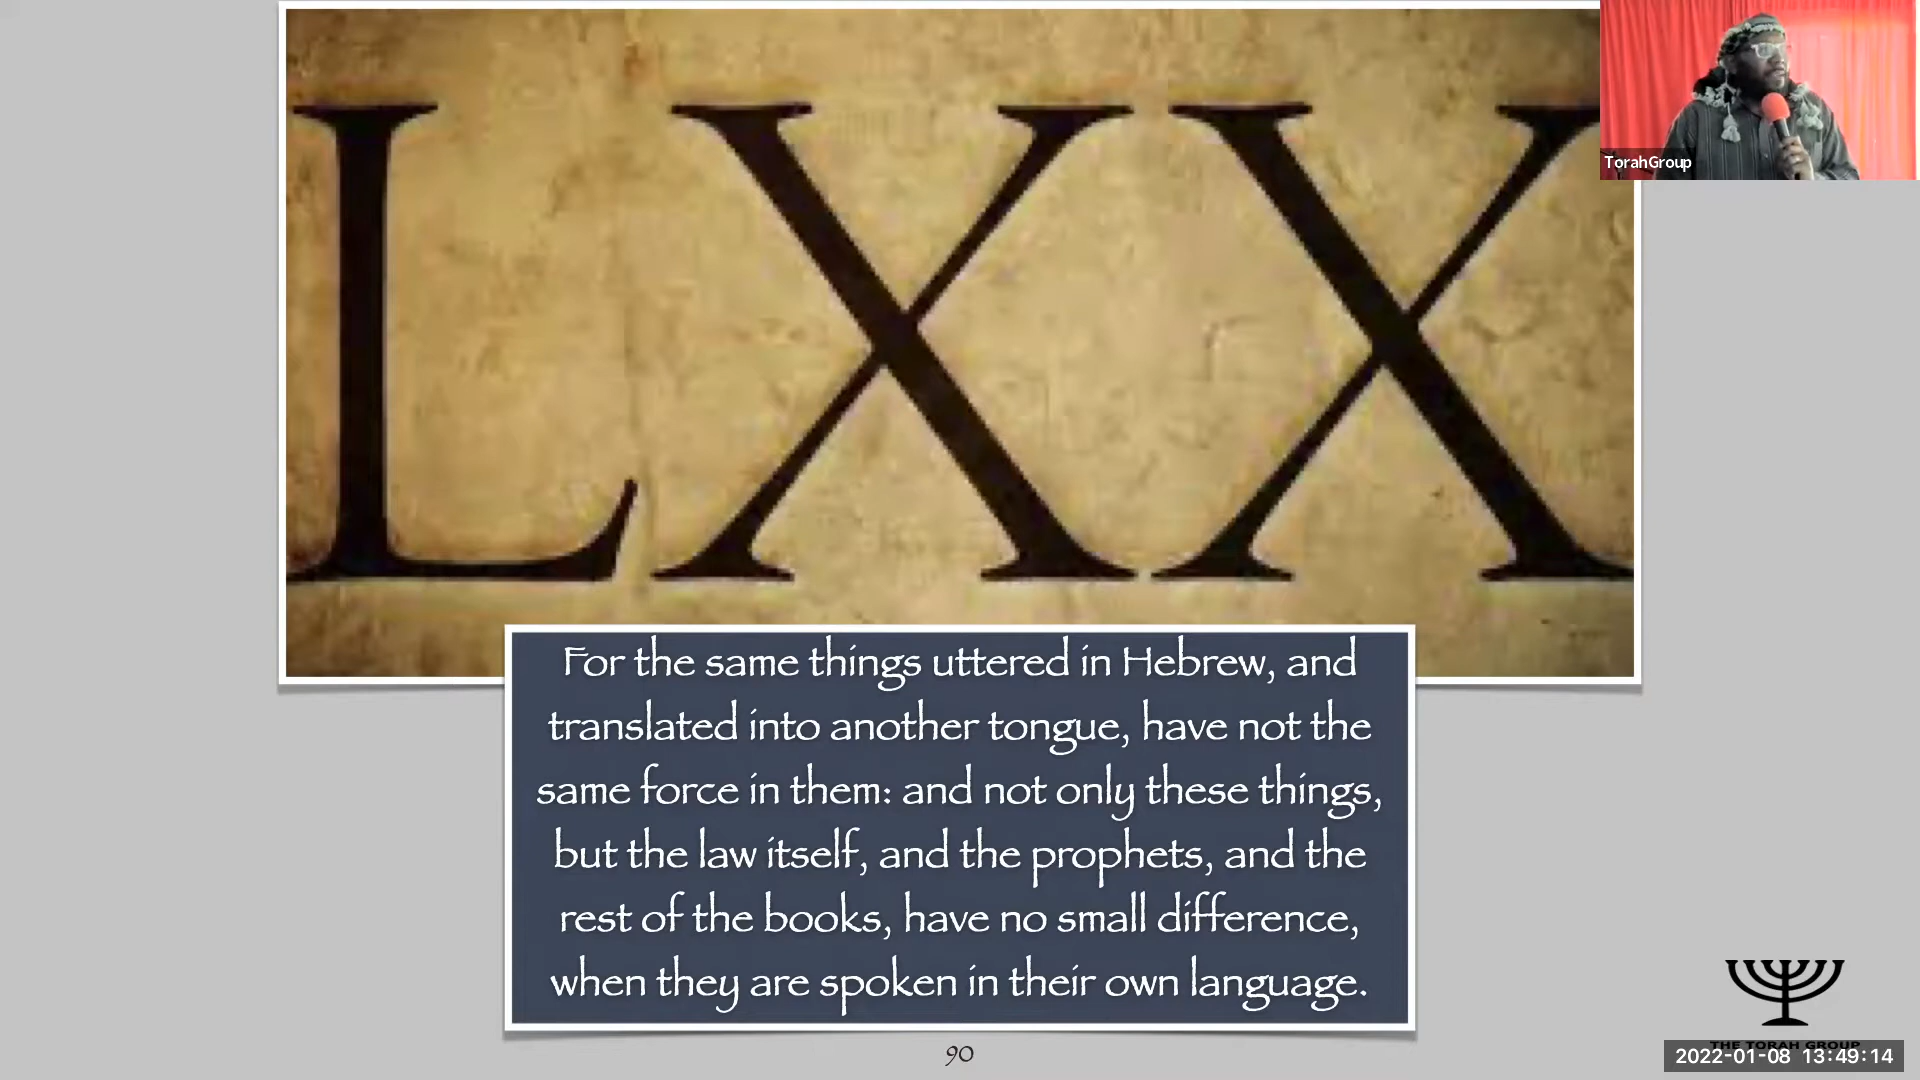 LXX
TorahGroup
For the same things uttered in Hebrew, and
translated into another tongue, have not the
same force in them: and not only these things,
but the law itself, and the prophets, and the
rest of the books, have no small difference,
when they are spoken in their own language.
90
THE TORAH GROUP
2022-01-08 13:49:14